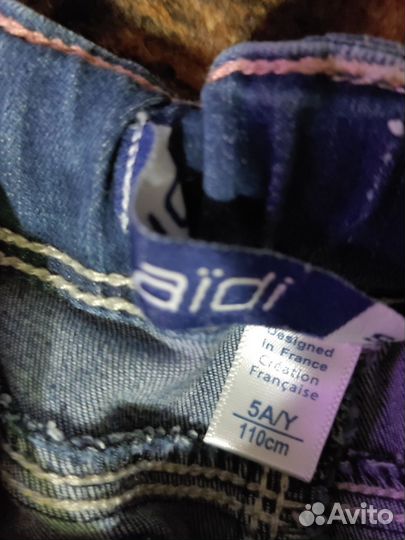 aïdi
Designed
in France
Création
Française
5A/Y
110cm
Avito